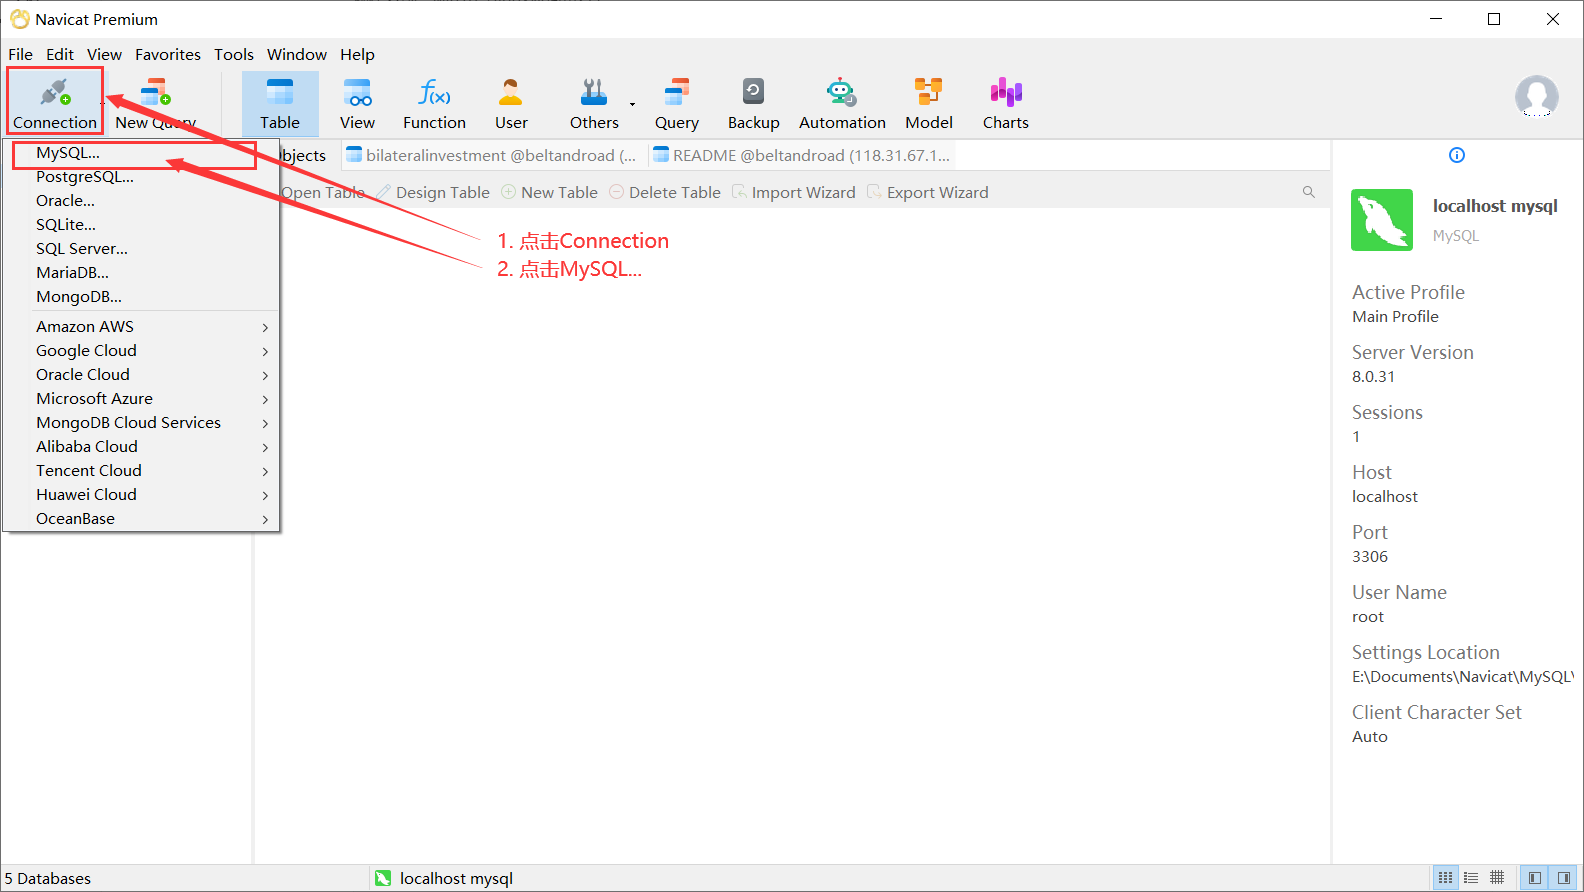 Navicat Premium
File Edit View Favorites Tools Window Help
Connection New Query Table View Function User Others Query Backup Automation Model Charts
MySQL...
PostgreSQL...
Oracle...
SQLite...
SQL Server...
MariaDB...
MongoDB...
Amazon AWS
Google Cloud
Oracle Cloud
Microsoft Azure
MongoDB Cloud Services
Alibaba Cloud
Tencent Cloud
Huawei Cloud
OceanBase
bjects bilateralinvestment @beltandroad (... README @beltandroad (118.31.67.1...
Open Table Design Table New Table Delete Table Import Wizard Export Wizard
1. 点击Connection
2. 点击MySQL...
localhost mysql
MySQL
Active Profile
Main Profile
Server Version
8.0.31
Sessions
1
Host
localhost
Port
3306
User Name
root
Settings Location
E:\Documents\Navicat\MySQL\
Client Character Set
Auto
5 Databases localhost mysql